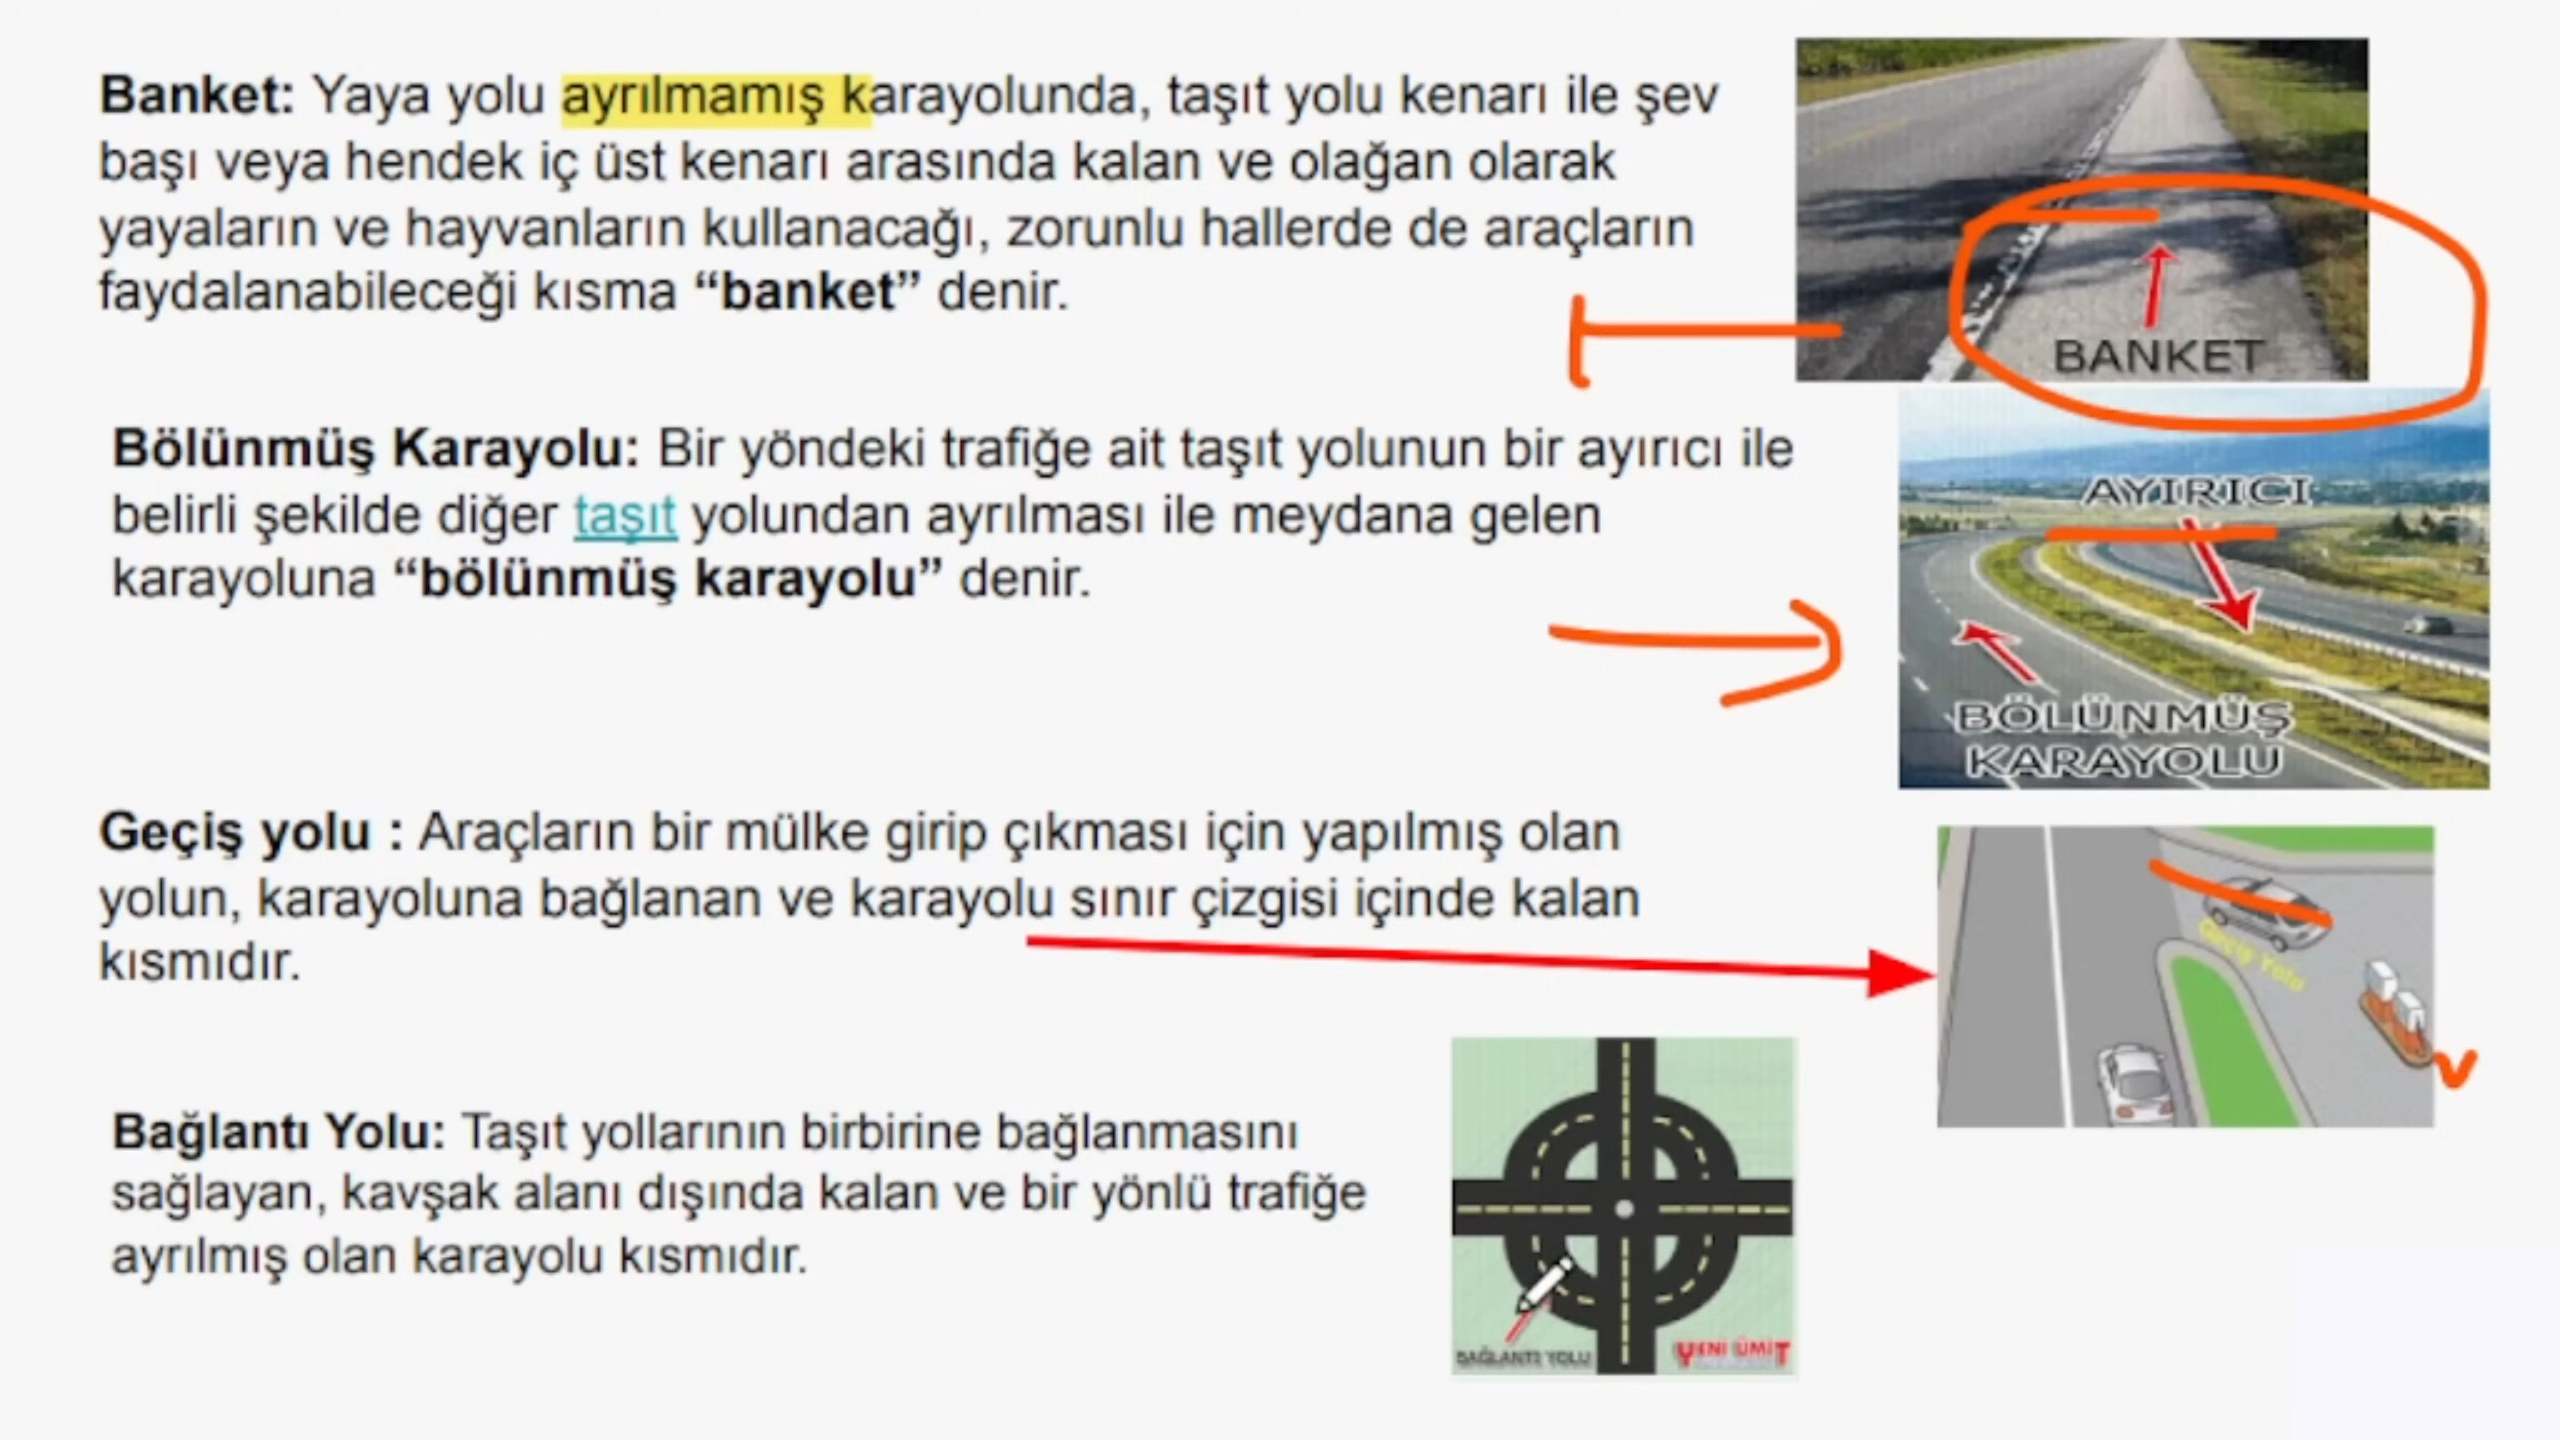 Banket: Yaya yolu ayrılmamış karayolunda, taşıt yolu kenarı ile şev
başı veya hendek iç üst kenarı arasında kalan ve olağan olarak
yayaların ve hayvanların kullanacağı, zorunlu hallerde de araçların
faydalanabileceği kısma “banket” denir.
BANKET
Bölünmüş Karayolu: Bir yöndeki trafiğe ait taşıt yolunun bir ayırıcı ile
belirli şekilde diğer taşıt yolundan ayrılması ile meydana gelen
karayoluna “bölünmüş karayolu” denir.
AYIRICI
BÖLÜNMÜŞ
KARAYOLU
Geçiş yolu : Araçların bir mülke girip çıkması için yapılmış olan
yolun, karayoluna bağlanan ve karayolu sınır çizgisi içinde kalan
kısmıdır.
Geçiş Yolu
Bağlantı Yolu: Taşıt yollarının birbirine bağlanmasını
sağlayan, kavşak alanı dışında kalan ve bir yönlü trafiğe
ayrılmış olan karayolu kısmıdır.
BAĞLANTI YOLU
YENİ ÜMİT